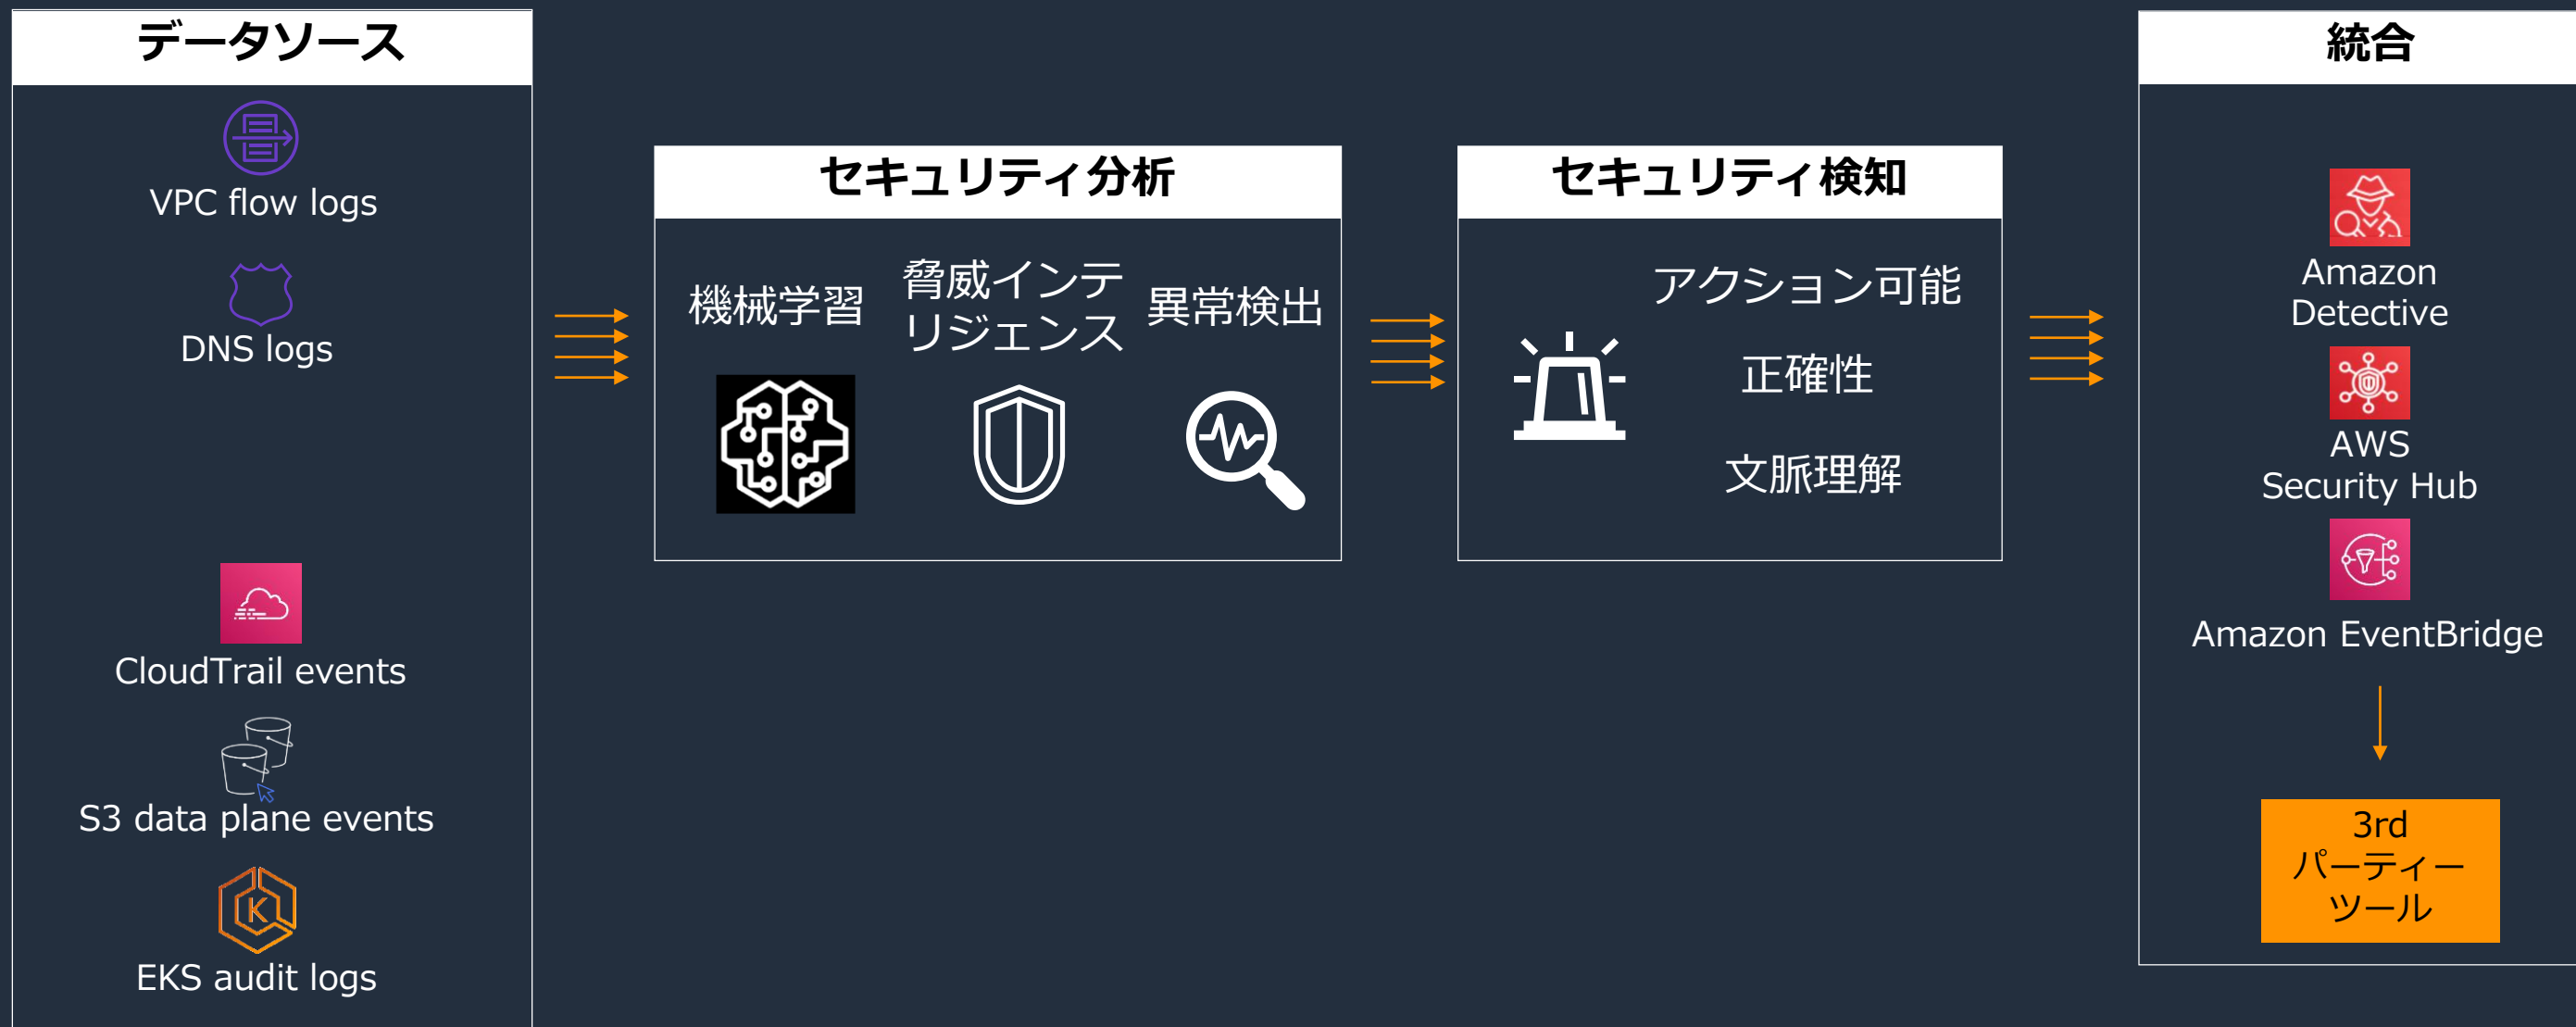 データソース
VPC flow logs
DNS logs
CloudTrail events
S3 data plane events
EKS audit logs
セキュリティ分析
機械学習
脅威インテ
リジェンス
異常検出
セキュリティ検知
アクション可能
正確性
文脈理解
統合
Amazon
Detective
AWS
Security Hub
Amazon EventBridge
3rd
パーティー
ツール